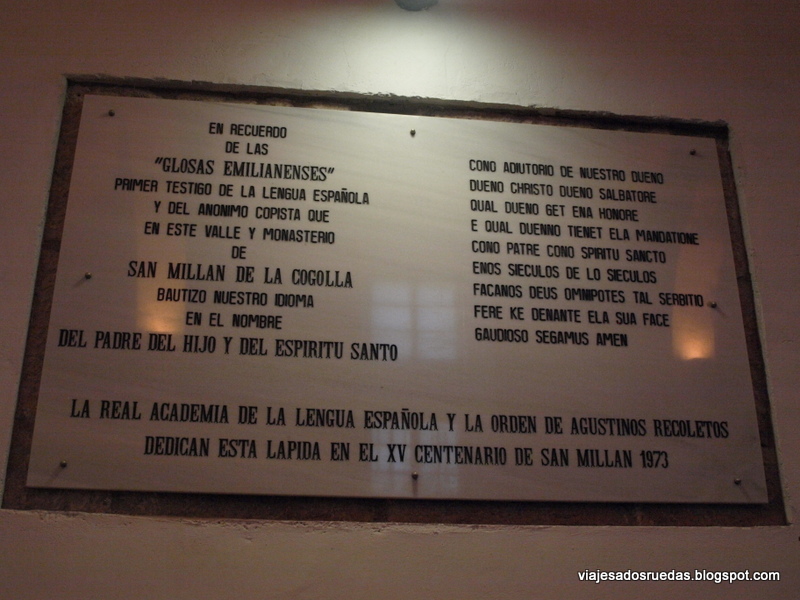 EN RECUERDO
DE LAS
"GLOSAS EMILIANENSES"
PRIMER TESTIGO DE LA LENGUA ESPAÑOLA
Y DEL ANONIMO COPISTA QUE
EN ESTE VALLE Y MONASTERIO
DE
SAN MILLAN DE LA COGOLLA
BAUTIZO NUESTRO IDIOMA
EN EL NOMBRE
DEL PADRE DEL HIJO Y DEL ESPIRITU SANTO
CONO ADIUTORIO DE NUESTRO DUENO
DUENO CHRISTO DUENO SALBATORE
QUAL DUENO GET ENA HONORE
E QUAL DUENNO TIENET ELA MANDATIONE
CONO PATRE CONO SPIRITU SANCTO
ENOS SIECULOS DE LO SIECULOS
FACANOS DEUS OMNIPOTES TAL SERBITIO
FERE KE DENANTE ELA SUA FACE
GAUDIOSO SEGAMUS AMEN
LA REAL ACADEMIA DE LA LENGUA ESPAÑOLA Y LA ORDEN DE AGUSTINOS RECOLETOS
DEDICAN ESTA LAPIDA EN EL XV CENTENARIO DE SAN MILLAN 1973
viajesadosruedas.blogspot.com